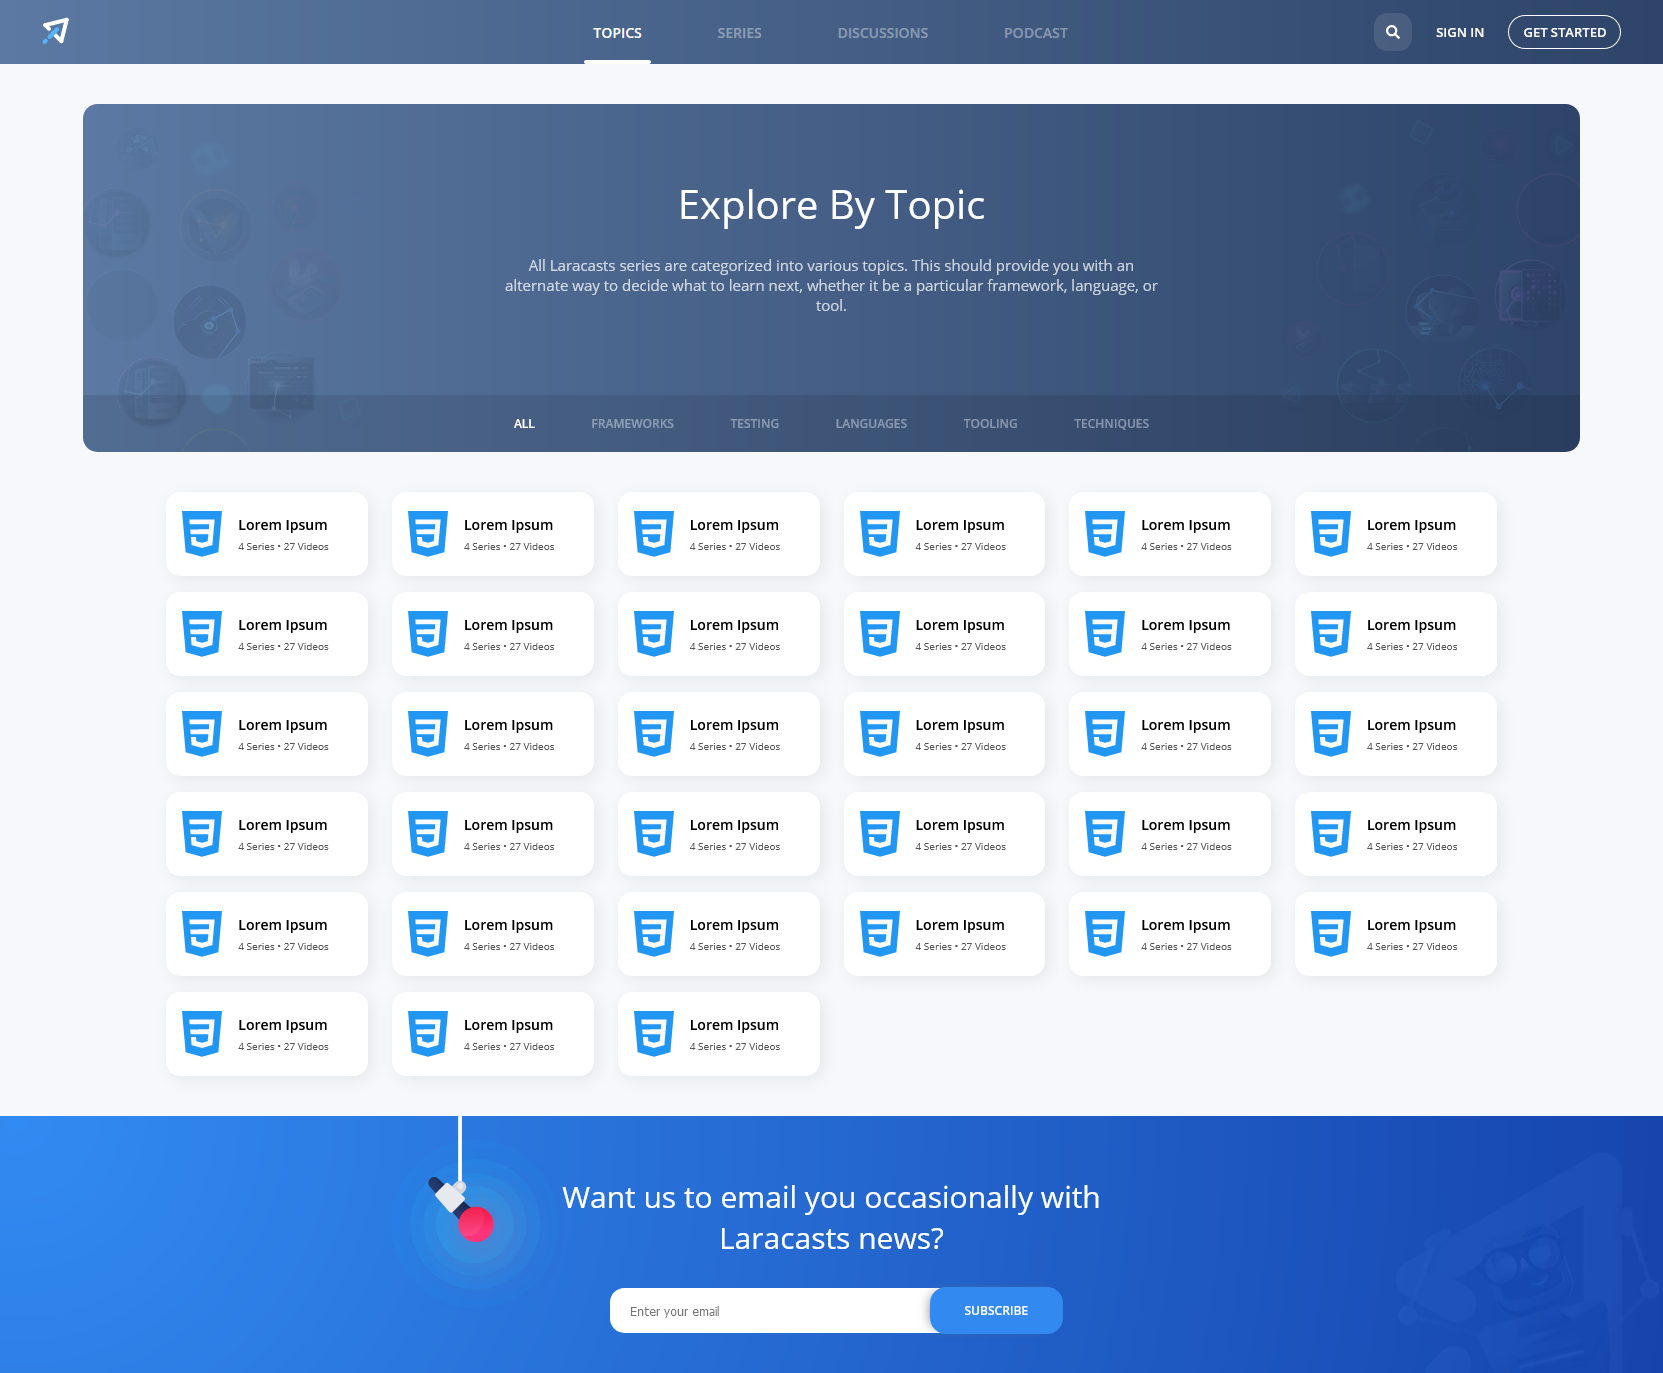 TOPICS SERIES DISCUSSIONS PODCAST SIGN IN GET STARTED
Explore By Topic
All Laracasts series are categorized into various topics. This should provide you with an
alternate way to decide what to learn next, whether it be a particular framework, language, or
tool.
ALL FRAMEWORKS TESTING LANGUAGES TOOLING TECHNIQUES
Lorem Ipsum Lorem Ipsum Lorem Ipsum Lorem Ipsum Lorem Ipsum Lorem Ipsum
4 Series • 27 Videos 4 Series • 27 Videos 4 Series • 27 Videos 4 Series • 27 Videos 4 Series • 27 Videos 4 Series • 27 Videos
Lorem Ipsum Lorem Ipsum Lorem Ipsum Lorem Ipsum Lorem Ipsum Lorem Ipsum
4 Series • 27 Videos 4 Series • 27 Videos 4 Series • 27 Videos 4 Series • 27 Videos 4 Series • 27 Videos 4 Series • 27 Videos
Lorem Ipsum Lorem Ipsum Lorem Ipsum Lorem Ipsum Lorem Ipsum Lorem Ipsum
4 Series • 27 Videos 4 Series • 27 Videos 4 Series • 27 Videos 4 Series • 27 Videos 4 Series • 27 Videos 4 Series • 27 Videos
Lorem Ipsum Lorem Ipsum Lorem Ipsum Lorem Ipsum Lorem Ipsum Lorem Ipsum
4 Series • 27 Videos 4 Series • 27 Videos 4 Series • 27 Videos 4 Series • 27 Videos 4 Series • 27 Videos 4 Series • 27 Videos
Lorem Ipsum Lorem Ipsum Lorem Ipsum Lorem Ipsum Lorem Ipsum Lorem Ipsum
4 Series • 27 Videos 4 Series • 27 Videos 4 Series • 27 Videos 4 Series • 27 Videos 4 Series • 27 Videos 4 Series • 27 Videos
Lorem Ipsum Lorem Ipsum Lorem Ipsum
4 Series • 27 Videos 4 Series • 27 Videos 4 Series • 27 Videos
Want us to email you occasionally with
Laracasts news?
Enter your email SUBSCRIBE